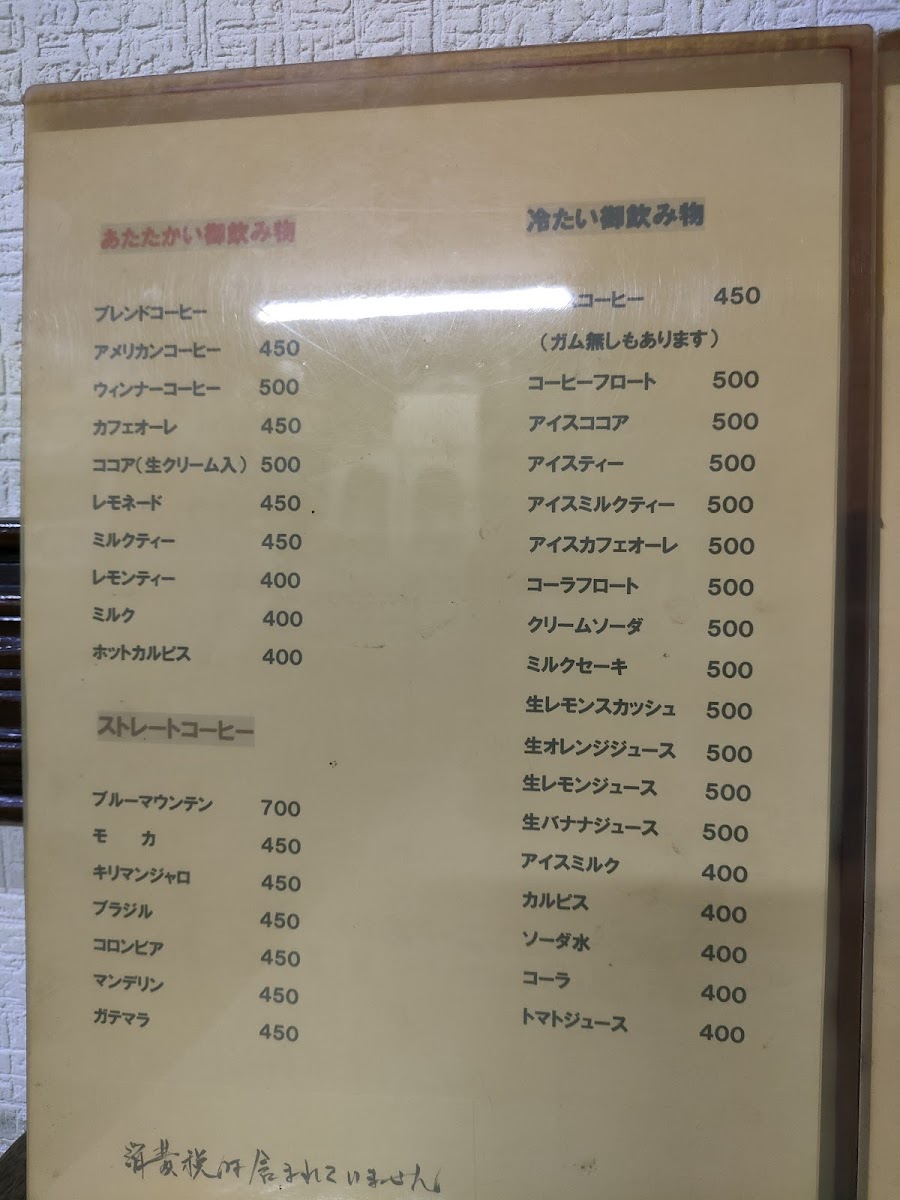 あたたかい御飲み物
ブレンドコーヒー
アメリカンコーヒー 450
ウィンナーコーヒー 500
カフェオーレ 450
ココア(生クリーム入) 500
レモネード 450
ミルクティー 450
レモンティー 400
ミルク 400
ホットカルピス 400
ストレートコーヒー
ブルーマウンテン 700
モカ 450
キリマンジャロ 450
ブラジル 450
コロンビア 450
マンデリン 450
ガテマラ 450
冷たい御飲み物
コーヒー 450
(ガム無しもあります)
コーヒーフロート 500
アイスココア 500
アイスティー 500
アイスミルクティー 500
アイスカフェオーレ 500
コーラフロート 500
クリームソーダ 500
ミルクセーキ 500
生レモンスカッシュ 500
生オレンジジュース 500
生レモンジュース 500
生バナナジュース 500
アイスミルク 400
カルピス 400
ソーダ水 400
コーラ 400
トマトジュース 400
消費税は含まれていません。